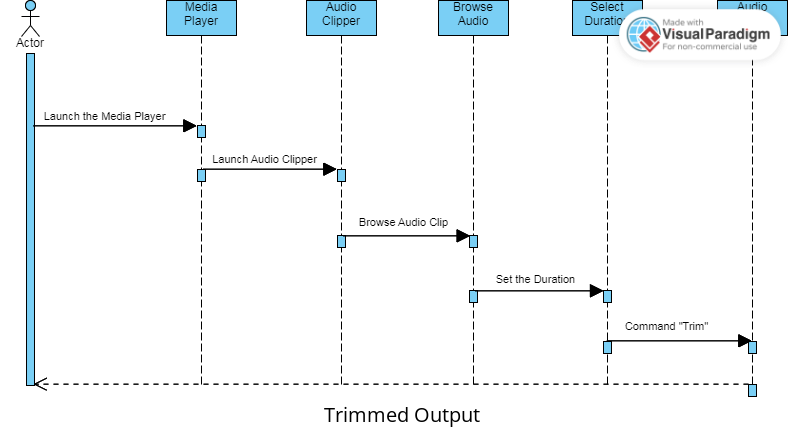 Media
Player
Audio
Clipper
Browse
Audio
Select
Duration
Audio
Made with
Visual Paradigm
For non-commercial use
Actor
Launch the Media Player
Launch Audio Clipper
Browse Audio Clip
Set the Duration
Command "Trim"
Trimmed Output